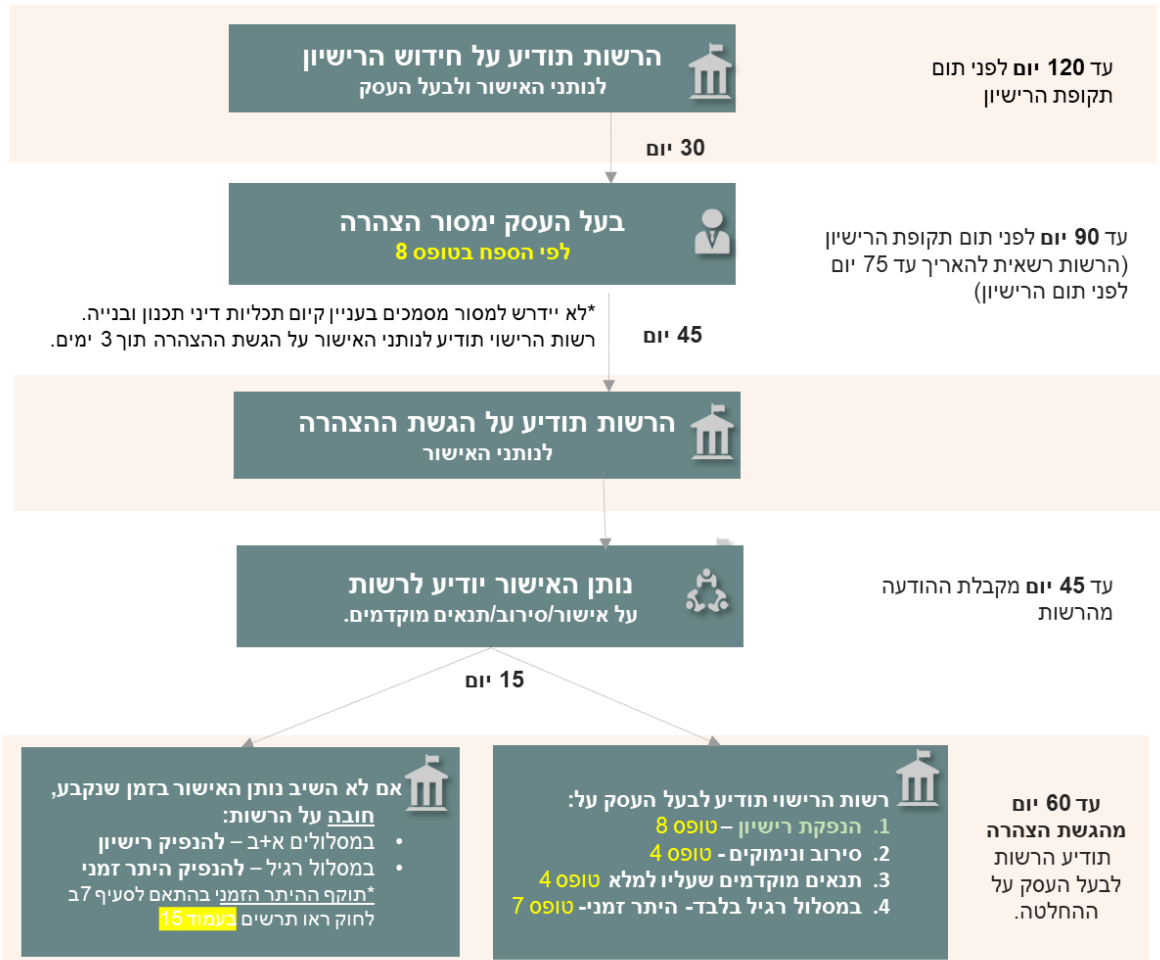 הרשות תודיע על חידוש הרישיון
לנותני האישור ולבעל העסק
עד 120 יום לפני תום
תקופת הרישיון
30 יום
בעל העסק ימסור הצהרה
לפי הספח בטופס 8
עד 90 יום לפני תום תקופת הרישיון
(הרשות רשאית להאריך עד 75 יום
לפני תום הרישיון)
*לא יידרש למסור מסמכים בעניין קיום תכליות דיני תכנון ובנייה.
רשות הרישוי תודיע לנותני האישור על הגשת ההצהרה תוך 3 ימים.
45 יום
הרשות תודיע על הגשת ההצהרה
לנותני האישור
נותן האישור יודיע לרשות
על אישור/סירוב/תנאים מוקדמים.
עד 45 יום מקבלת ההודעה
מהרשות
15 יום
עד 60 יום
מהגשת הצהרה
תודיע הרשות
לבעל העסק על
ההחלטה.
רשות הרישוי תודיע לבעל העסק על:
1. הנפקת רישיון – טופס 8
2. סירוב ונימוקים - טופס 4
3. תנאים מוקדמים שעליו למלא טופס 4
4. במסלול רגיל בלבד- היתר זמני- טופס 7
אם לא השיב נותן האישור בזמן שנקבע,
חובה על הרשות:
• במסלולים א+ב – להנפיק רישיון
• במסלול רגיל – להנפיק היתר זמני
*תוקף ההיתר הזמני בהתאם לסעיף 7ב
לחוק ראו תרשים בעמוד 15